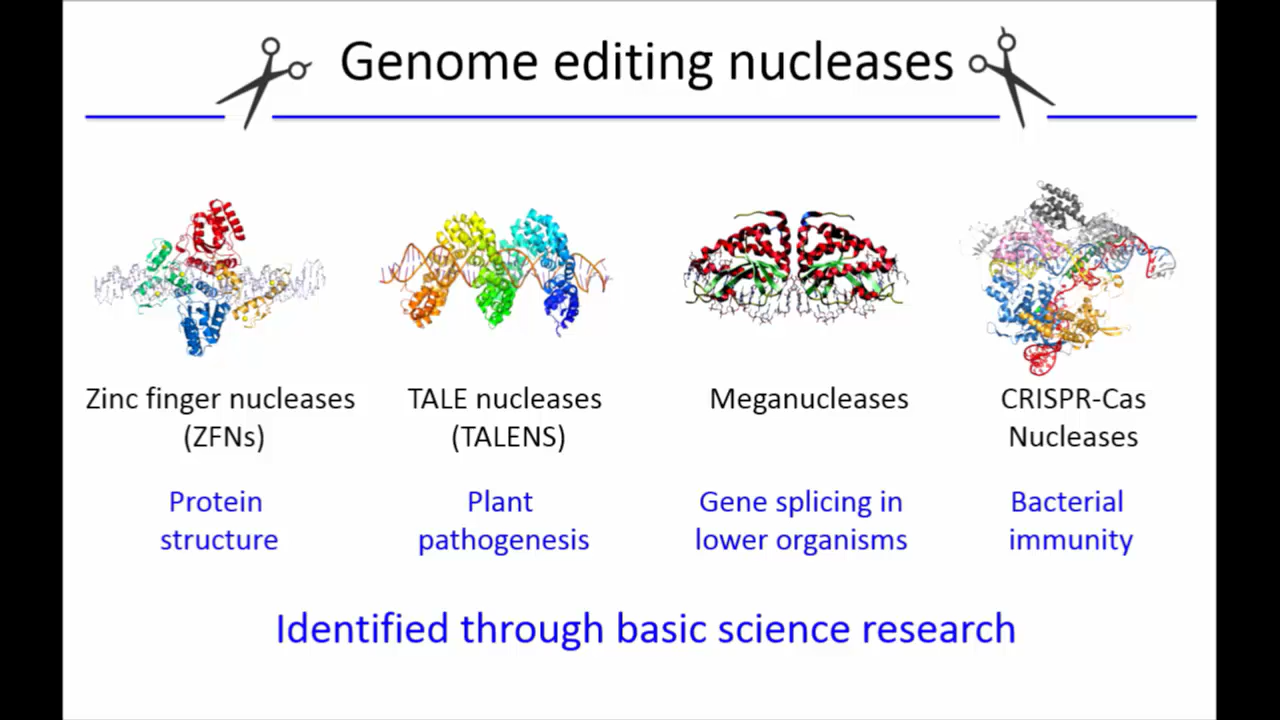 Genome editing nucleases
Zinc finger nucleases
(ZFNs)
TALE nucleases
(TALENS)
Meganucleases
CRISPR-Cas
Nucleases
Protein
structure
Plant
pathogenesis
Gene splicing in
lower organisms
Bacterial
immunity
Identified through basic science research